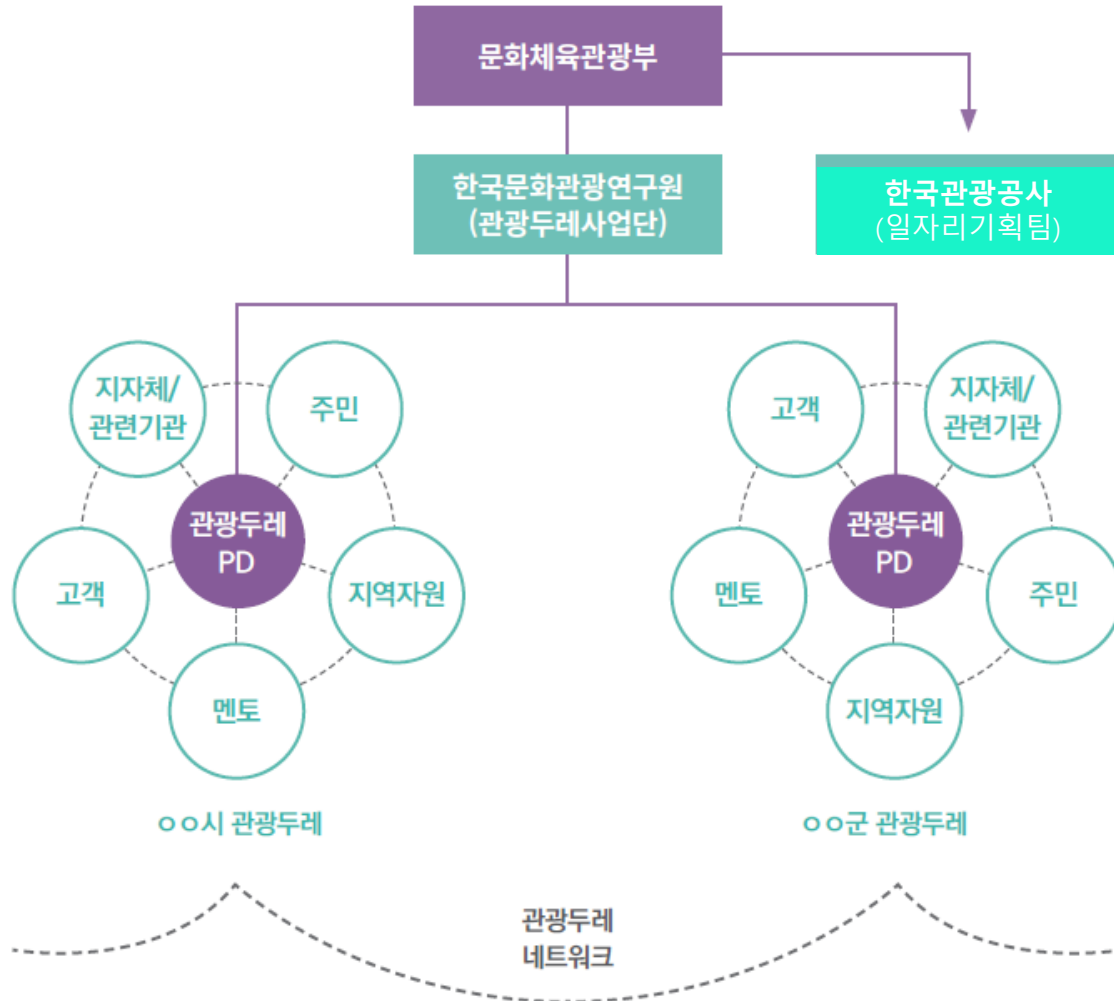 문화체육관광부
한국문화관광연구원
(관광두레사업단)
한국관광공사
(일자리기획팀)
지자체/
관련기관
주민
고객
지역자원
멘토
관광두레
PD
고객
지자체/
관련기관
멘토
주민
지역자원
관광두레
PD
ㅇㅇ시 관광두레
ㅇㅇ군 관광두레
관광두레
네트워크